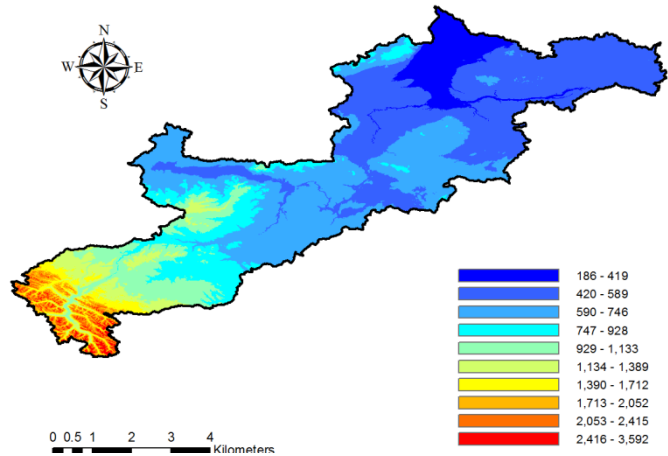 N
W E
S
186 - 419
420 - 589
590 - 746
747 - 928
929 - 1,133
1,134 - 1,389
1,390 - 1,712
1,713 - 2,052
2,053 - 2,415
2,416 - 3,592
0 0.5 1 2 3 4
Kilometers